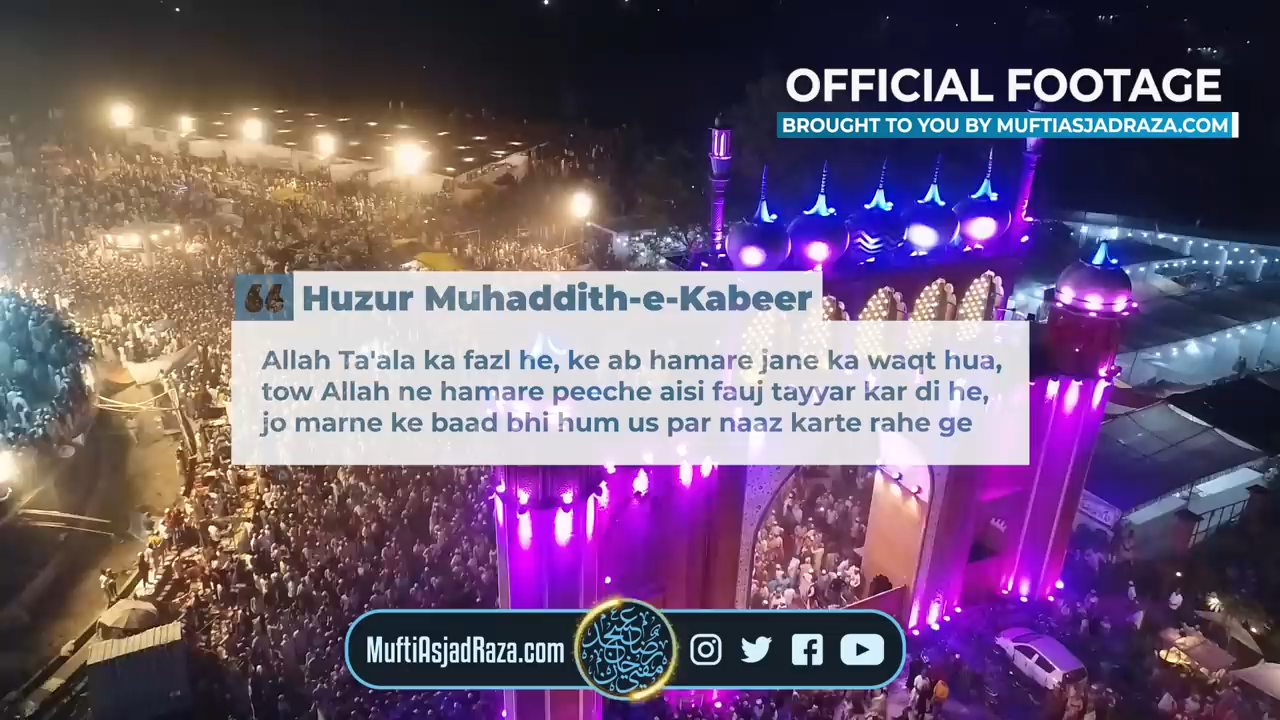 OFFICIAL FOOTAGE
BROUGHT TO YOU BY MUFTIASJADRAZA.COM
Huzur Muhaddith-e-Kabeer
Allah Ta'ala ka fazl he, ke ab hamare jane ka waqt hua,
tow Allah ne hamare peeche aisi fauj tayyar kar di he,
jo marne ke baad bhi hum us par naaz karte rahe ge
MuftiAsjadRaza.com